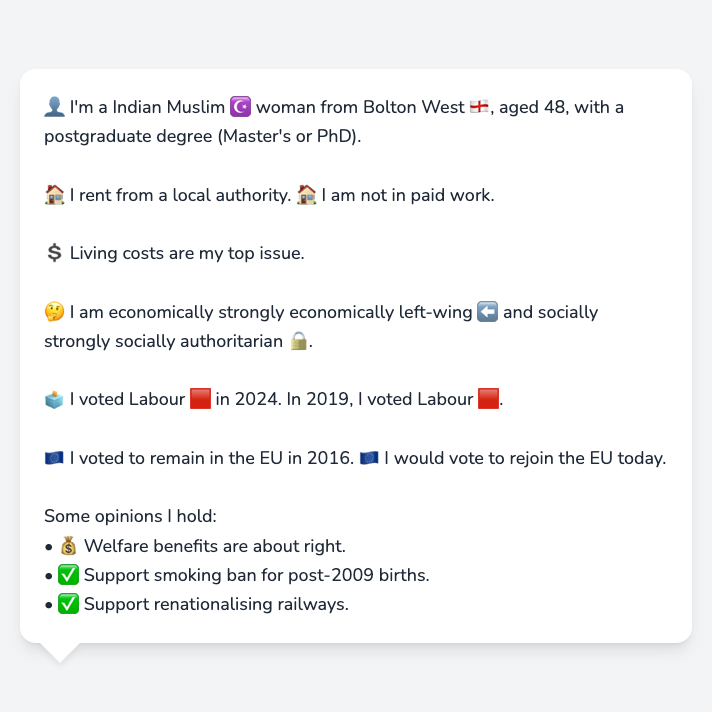 👤 I'm a Indian Muslim ☪️ woman from Bolton West 🏴󠁧󠁢󠁥󠁮󠁧󠁿, aged 48, with a
postgraduate degree (Master's or PhD).
🏠 I rent from a local authority. 🏠 I am not in paid work.
💲 Living costs are my top issue.
🤔 I am economically strongly economically left-wing ⬅️ and socially
strongly socially authoritarian 🔒.
🗳️ I voted Labour 🟥 in 2024. In 2019, I voted Labour 🟥.
🇪🇺 I voted to remain in the EU in 2016. 🇪🇺 I would vote to rejoin the EU today.
Some opinions I hold:
• 💰 Welfare benefits are about right.
• ✅ Support smoking ban for post-2009 births.
• ✅ Support renationalising railways.